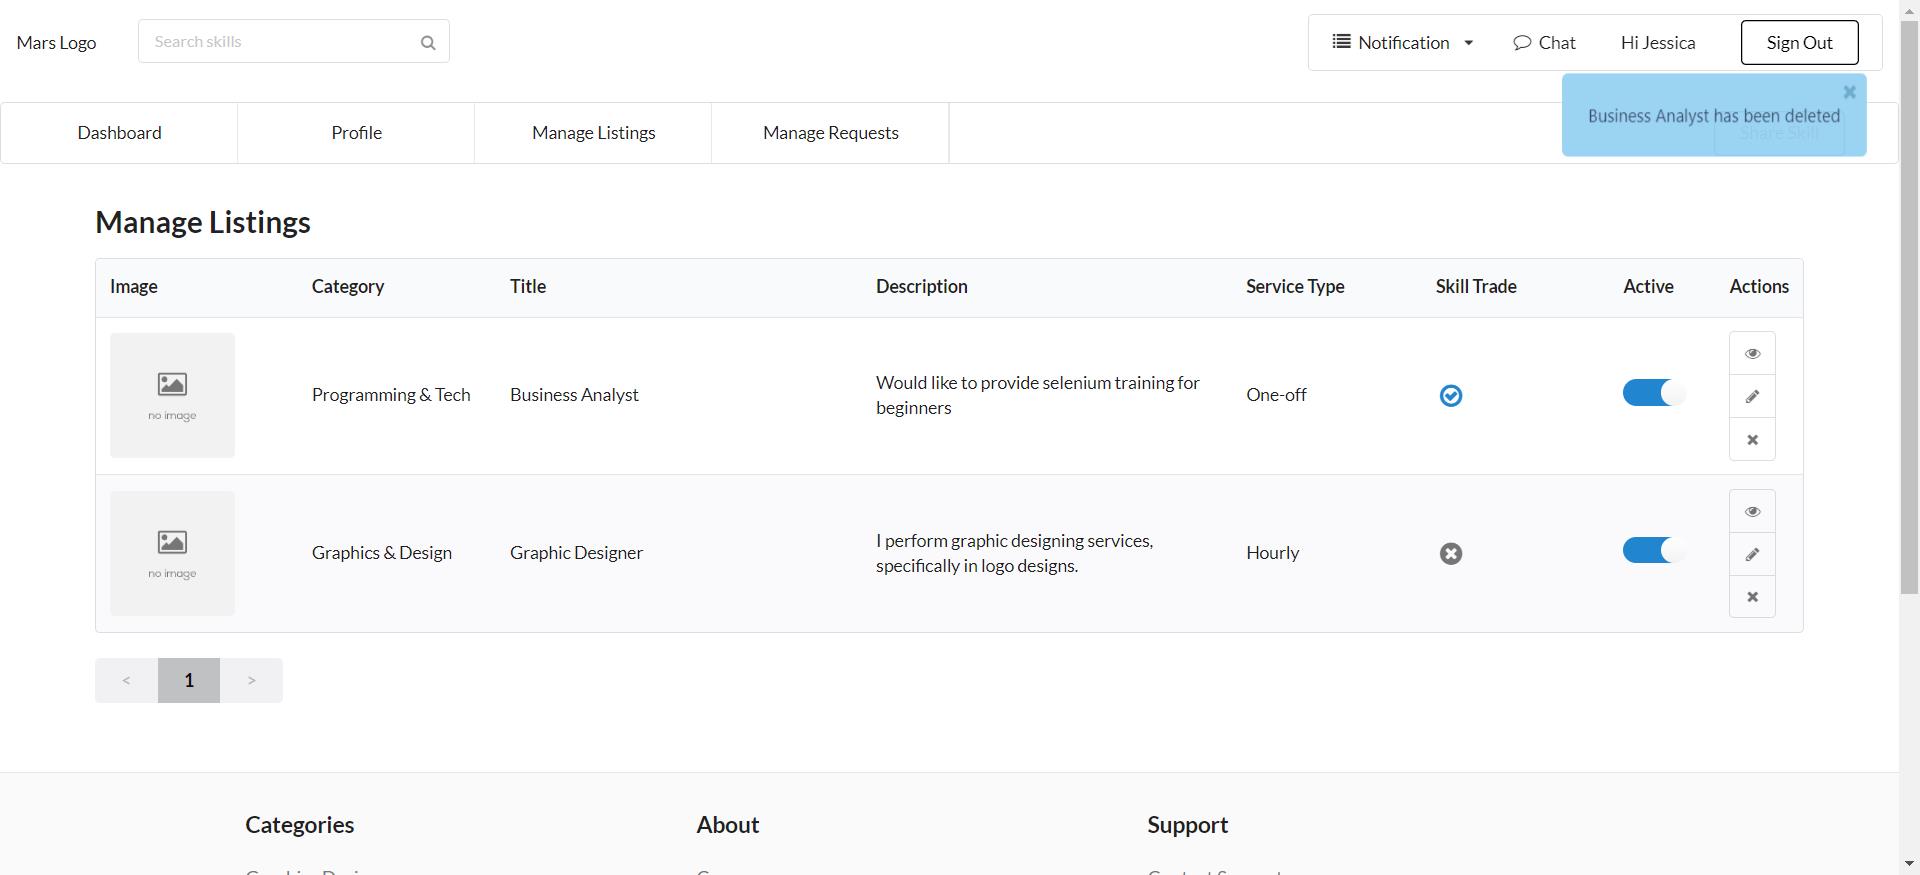 Mars Logo
Search skills
Notification
Chat
Hi Jessica
Sign Out
Business Analyst has been deleted
Dashboard
Profile
Manage Listings
Manage Requests
Share Skill
Manage Listings
Image Category Title Description Service Type Skill Trade Active Actions
no image
Programming & Tech
Business Analyst
Would like to provide selenium training for
beginners
One-off
no image
Graphics & Design
Graphic Designer
I perform graphic designing services,
specifically in logo designs.
Hourly
< 1 >
Categories
About
Support